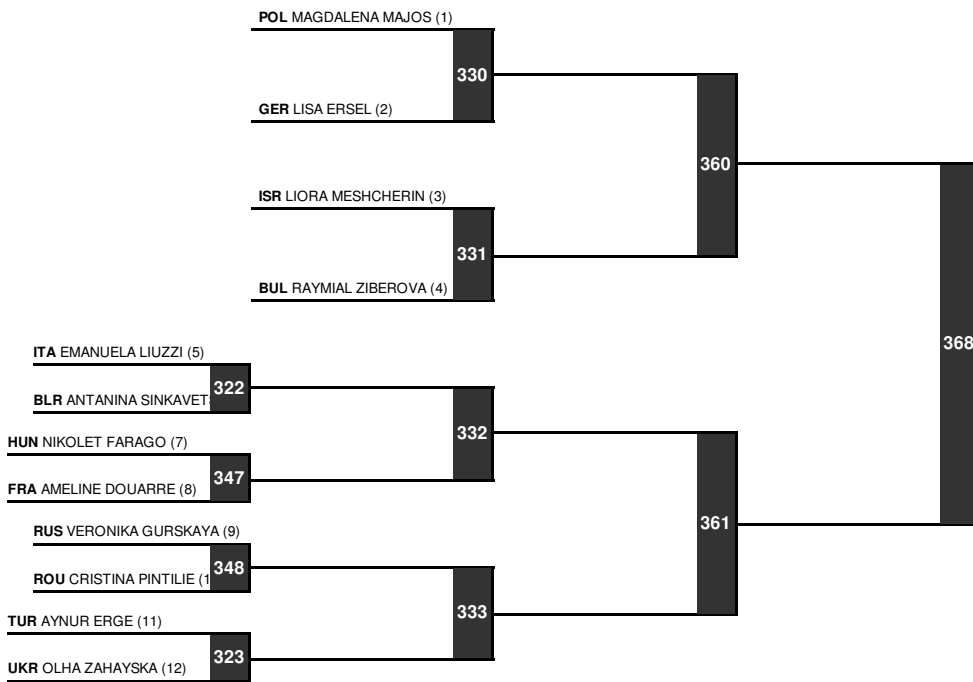 POL MAGDALENA MAJOS (1)
330
GER LISA ERSEL (2)
360
ISR LIORA MESHCHERIN (3)
331
BUL RAYMIAL ZIBEROVA (4)
368
ITA EMANUELA LIUZZI (5)
322
BLR ANTANINA SINKAVET
332
HUN NIKOLET FARAGO (7)
347
FRA AMELINE DOUARRE (8)
361
RUS VERONIKA GURSKAYA (9)
348
ROU CRISTINA PINTILIE (1
333
TUR AYNUR ERGE (11)
323
UKR OLHA ZAHAYSKA (12)